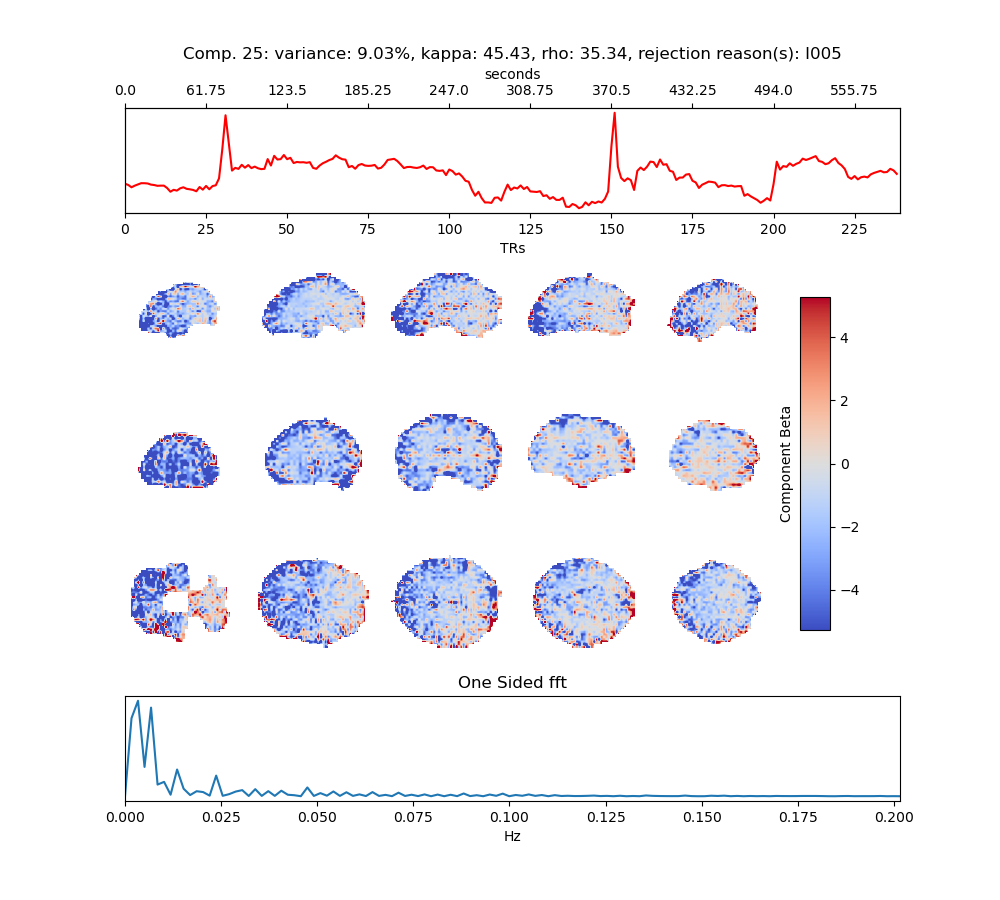 Comp. 25: variance: 9.03%, kappa: 45.43, rho: 35.34, rejection reason(s): I005
seconds
0.0 61.75 123.5 185.25 247.0 308.75 370.5 432.25 494.0 555.75
0 25 50 75 100 125 150 175 200 225
TRs
4
2
0
−2
−4
Component Beta
One Sided fft
0.000 0.025 0.050 0.075 0.100 0.125 0.150 0.175 0.200
Hz